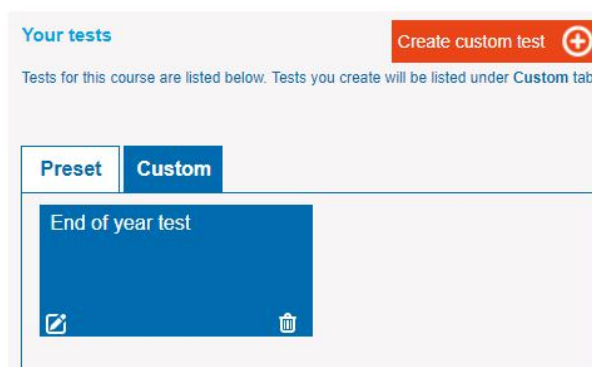 Your tests
Create custom test
Tests for this course are listed below. Tests you create will be listed under Custom tab
Preset
Custom
End of year test